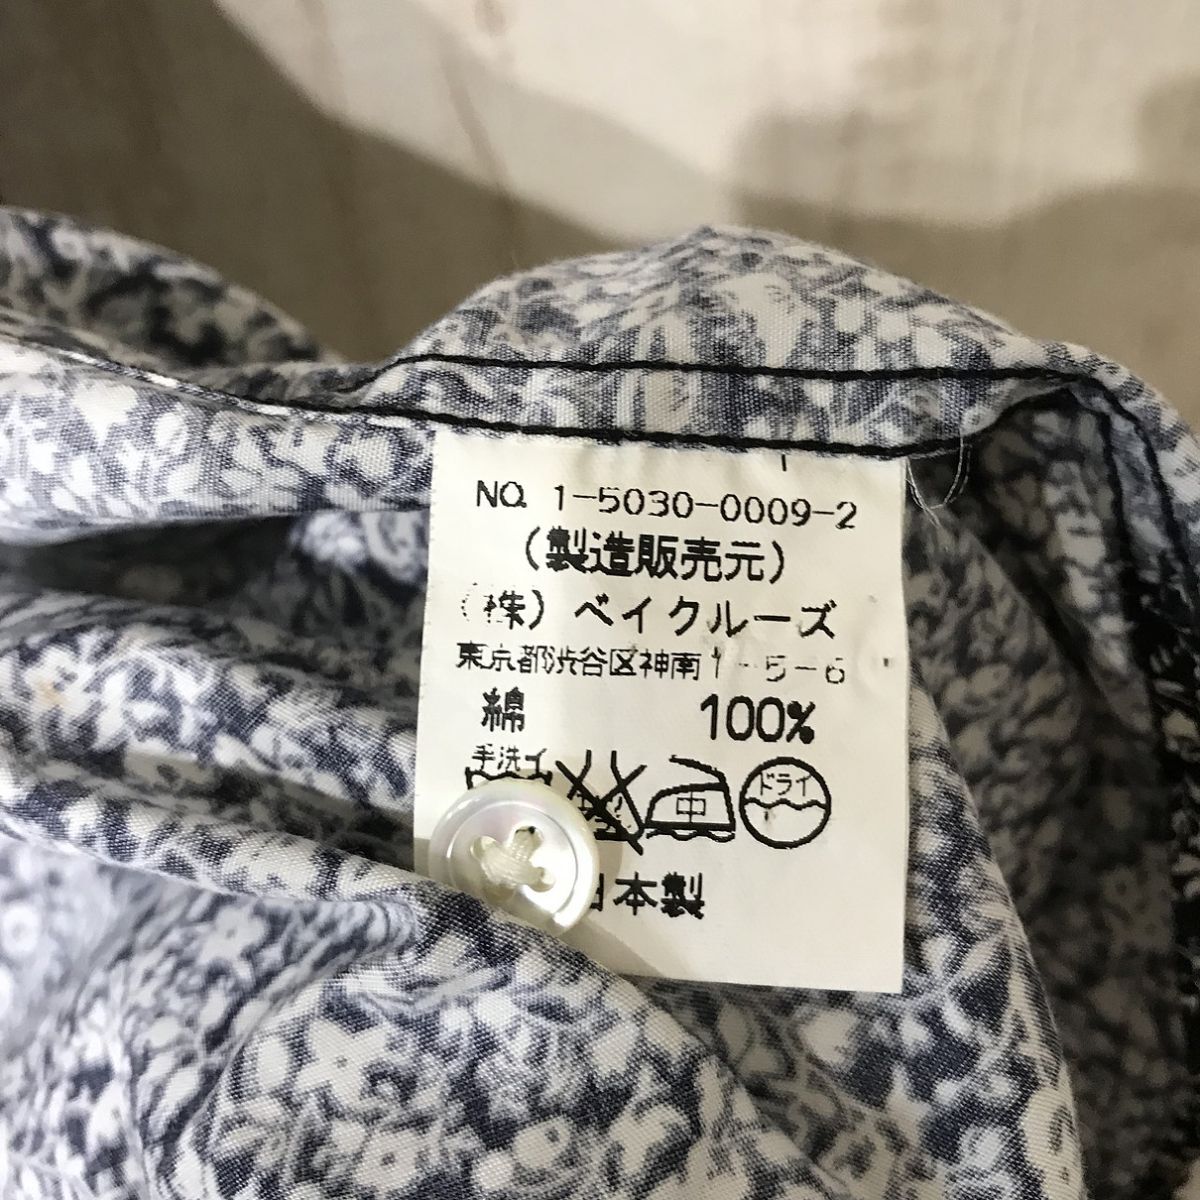 NO. 1-5030-0009-2
(製造販売元)
(株)ベイクルーズ
東京都渋谷区神南1-5-6
綿 100%
手洗イ
中 ドライ
日本製